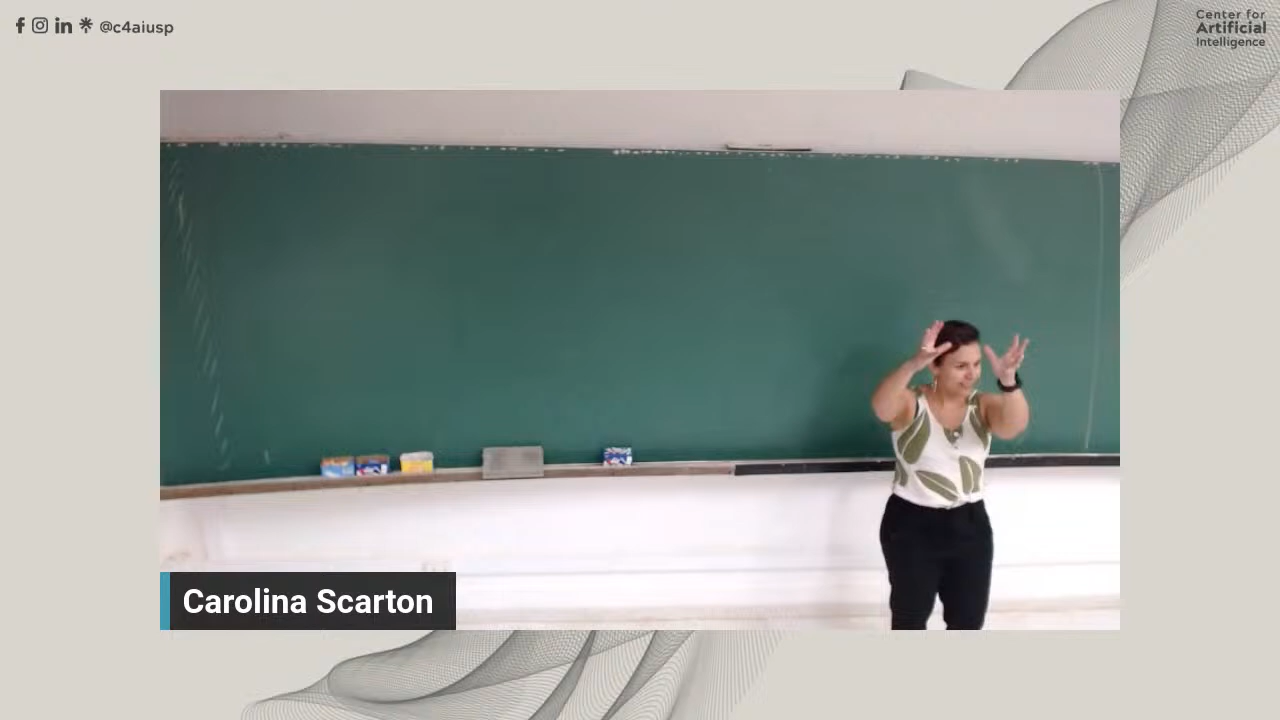 @c4aiusp
Center for
Artificial
Intelligence
Carolina Scarton